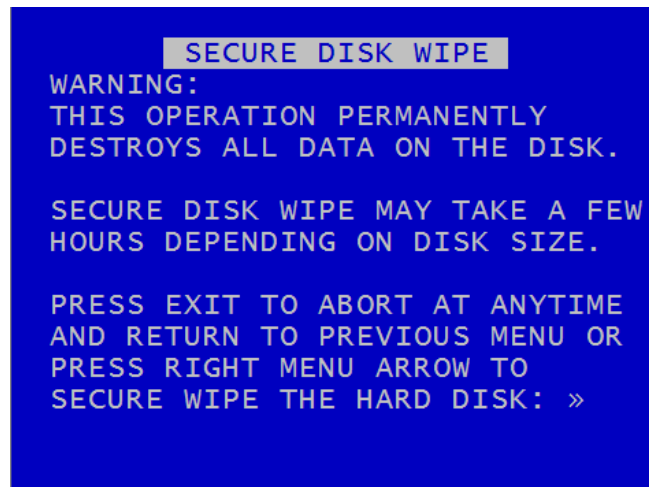 SECURE DISK WIPE
WARNING:
THIS OPERATION PERMANENTLY
DESTROYS ALL DATA ON THE DISK.
SECURE DISK WIPE MAY TAKE A FEW
HOURS DEPENDING ON DISK SIZE.
PRESS EXIT TO ABORT AT ANYTIME
AND RETURN TO PREVIOUS MENU OR
PRESS RIGHT MENU ARROW TO
SECURE WIPE THE HARD DISK: »